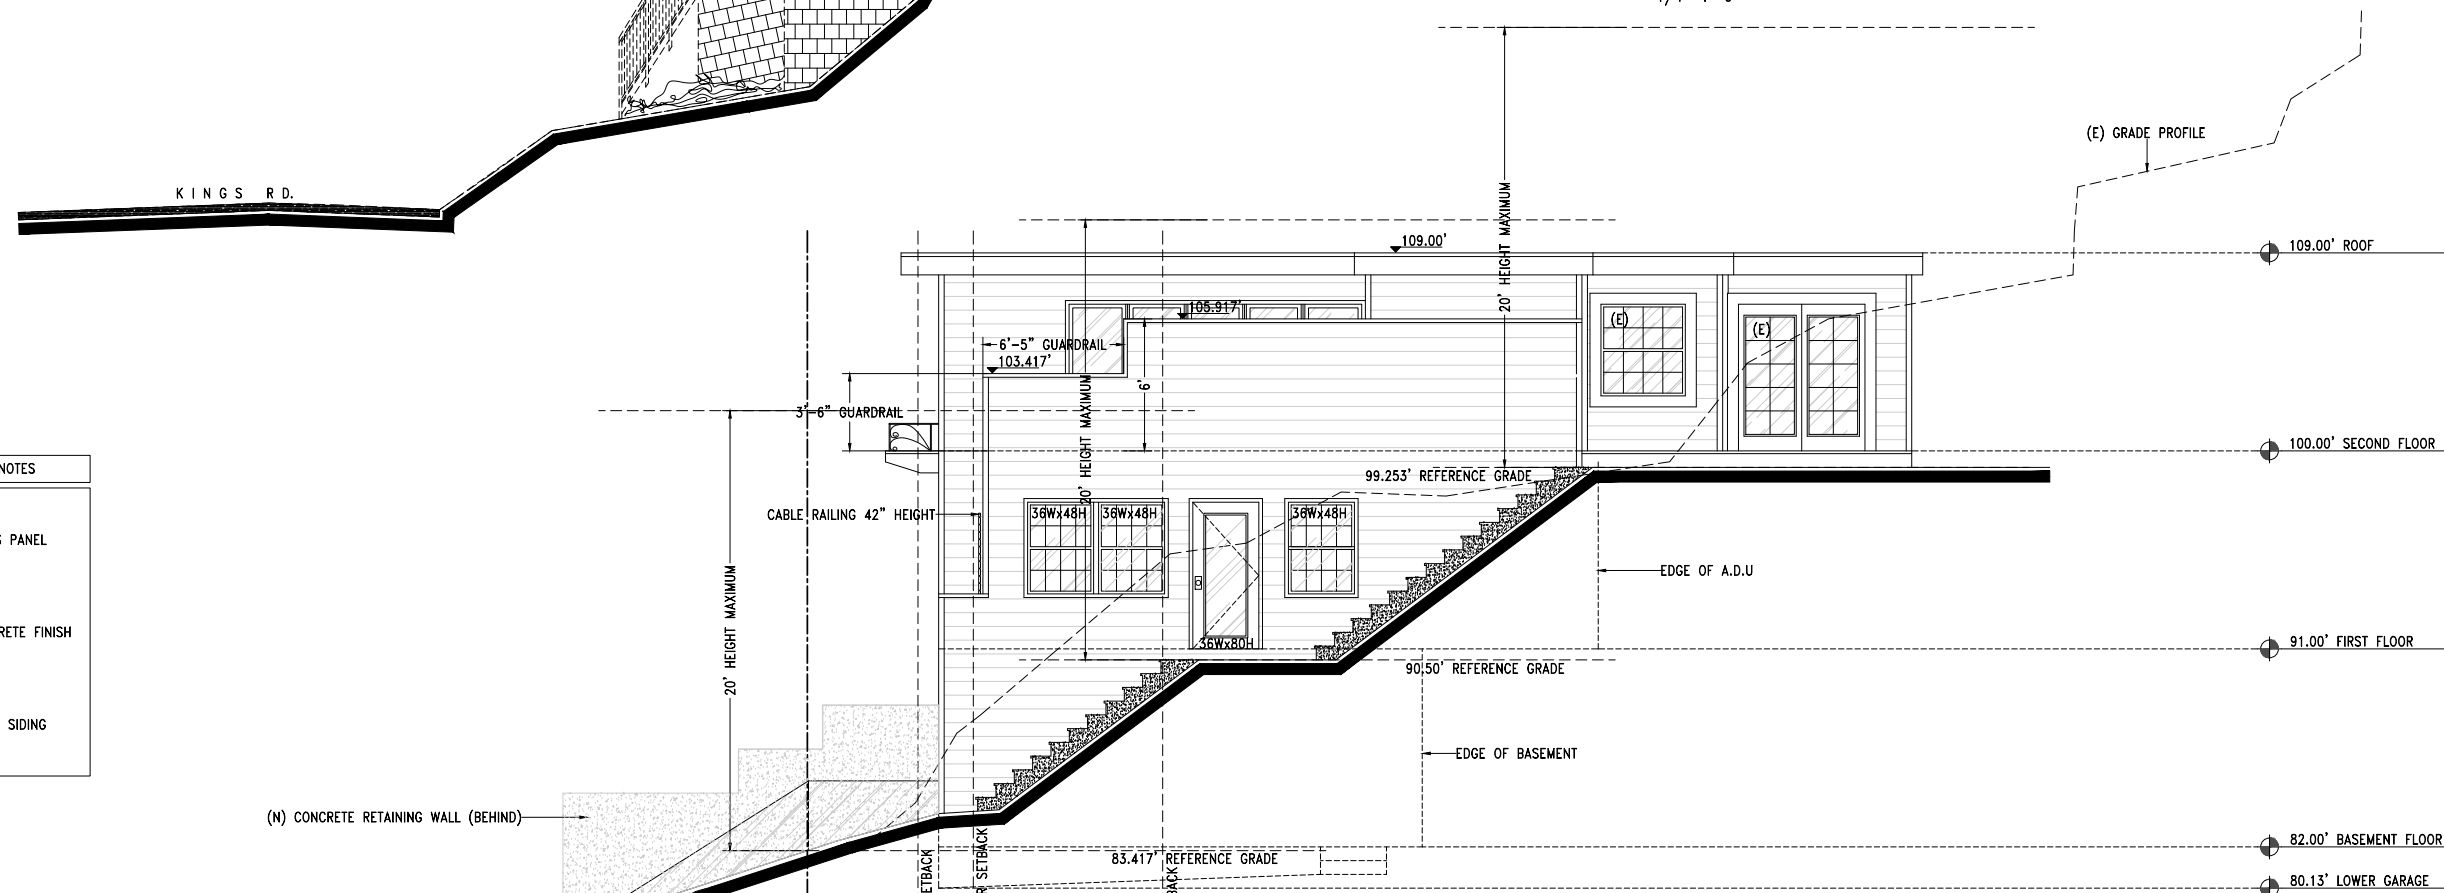 KINGS RD.
(E) GRADE PROFILE
109.00'
109.00' ROOF
20' HEIGHT MAXIMUM
105.917'
(E)
(E)
6'-5" GUARDRAIL
103.417'
6'
20' HEIGHT MAXIMUM
3'-6" GUARDRAIL
100.00' SECOND FLOOR
NOTES
99.253' REFERENCE GRADE
CABLE RAILING 42" HEIGHT
36Wx48H
36Wx48H
36Wx48H
PANEL
EDGE OF A.D.U
20' HEIGHT MAXIMUM
FINISH
36Wx80H
91.00' FIRST FLOOR
90.50' REFERENCE GRADE
SIDING
EDGE OF BASEMENT
(N) CONCRETE RETAINING WALL (BEHIND)
82.00' BASEMENT FLOOR
83.417' REFERENCE GRADE
SETBACK
80.13' LOWER GARAGE